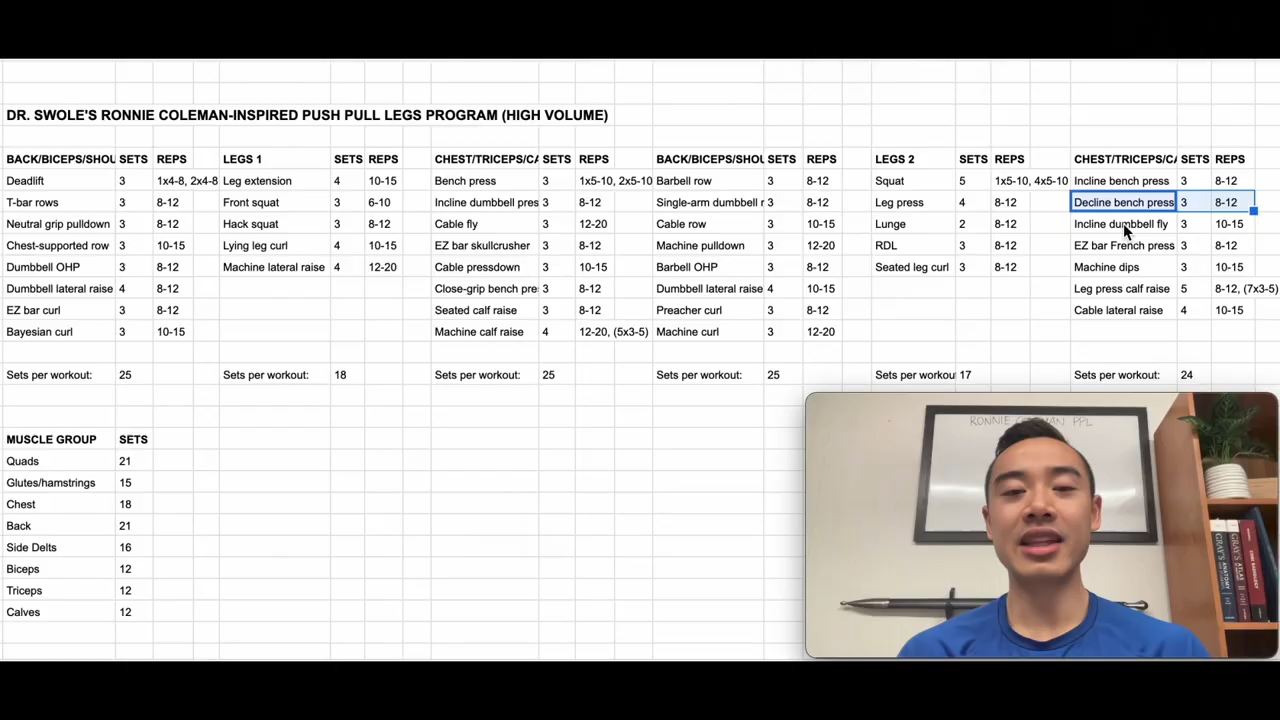 DR. SWOLE'S RONNIE COLEMAN-INSPIRED PUSH PULL LEGS PROGRAM (HIGH VOLUME)
BACK/BICEPS/SHOU SETS REPS LEGS 1 SETS REPS CHEST/TRICEPS/CA SETS REPS BACK/BICEPS/SHOU SETS REPS LEGS 2 SETS REPS CHEST/TRICEPS/CA SETS REPS
Deadlift 3 1x4-8, 2x4-8 Leg extension 4 10-15 Bench press 3 1x5-10, 2x5-10 Barbell row 3 8-12 Squat 5 1x5-10, 4x5-10 Incline bench press 3 8-12
T-bar rows 3 8-12 Front squat 3 6-10 Incline dumbbell pres 3 8-12 Single-arm dumbbell r 3 8-12 Leg press 4 8-12 Decline bench press 3 8-12
Neutral grip pulldown 3 8-12 Hack squat 3 8-12 Cable fly 3 12-20 Cable row 3 10-15 Lunge 2 8-12 Incline dumbbell fly 3 10-15
Chest-supported row 3 10-15 Lying leg curl 4 10-15 EZ bar skullcrusher 3 8-12 Machine pulldown 3 12-20 RDL 3 8-12 EZ bar French press 3 8-12
Dumbbell OHP 3 8-12 Machine lateral raise 4 12-20 Cable pressdown 3 10-15 Barbell OHP 3 8-12 Seated leg curl 3 8-12 Machine dips 3 10-15
Dumbbell lateral raise 4 8-12 Close-grip bench pre 3 8-12 Dumbbell lateral raise 4 10-15 Leg press calf raise 5 8-12, (7x3-5)
EZ bar curl 3 8-12 Seated calf raise 3 8-12 Preacher curl 3 8-12 Cable lateral raise 4 10-15
Bayesian curl 3 10-15 Machine calf raise 4 12-20, (5x3-5) Machine curl 3 12-20
Sets per workout: 25 Sets per workout: 18 Sets per workout: 25 Sets per workout: 25 Sets per workou 17 Sets per workout: 24
MUSCLE GROUP SETS
Quads 21
Glutes/hamstrings 15
Chest 18
Back 21
Side Delts 16
Biceps 12
Triceps 12
Calves 12
RONNIE COLEMAN PPL
GRAY'S ANATOMY
GRAY'S ATLAS